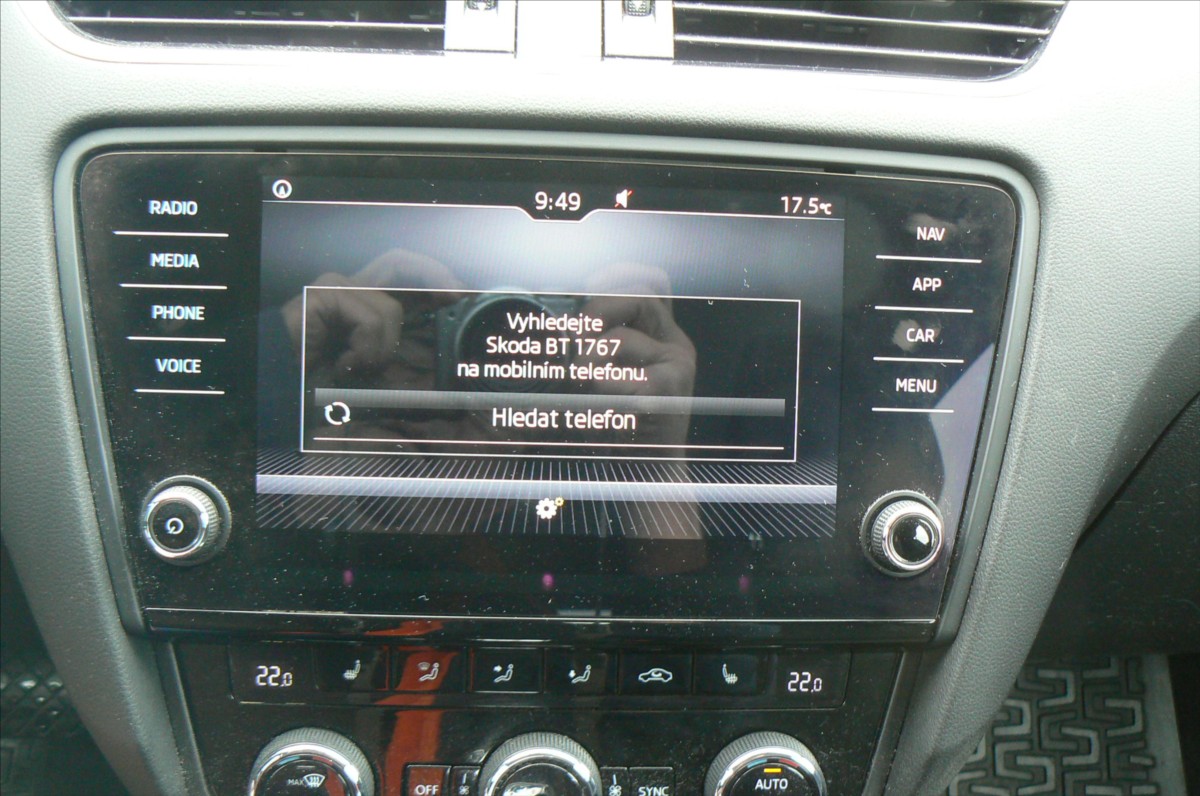 9:49
17.5°C
RADIO
MEDIA
PHONE
VOICE
NAV
APP
CAR
MENU
Vyhledejte
Skoda BT 1767
na mobilním telefonu.
Hledat telefon
22.0
22.0
MAX
OFF
SYNC
AUTO